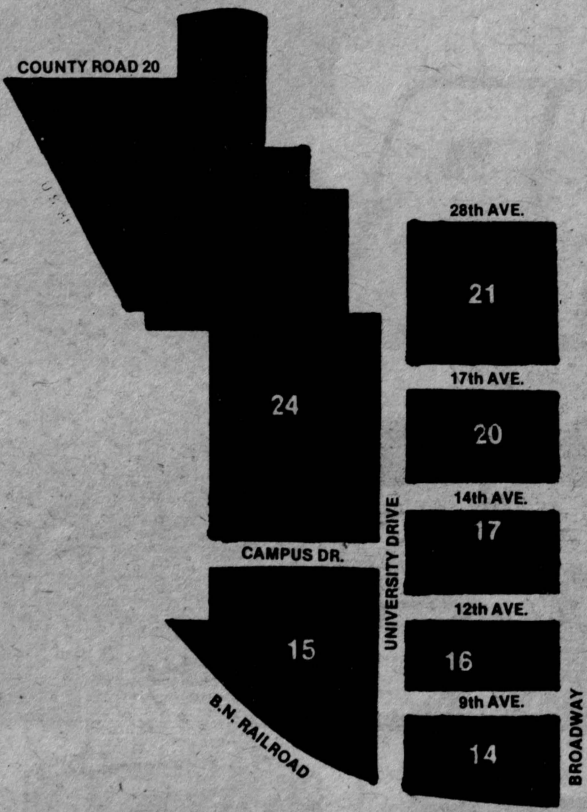 COUNTY ROAD 20
28th AVE.
21
17th AVE.
24
20
14th AVE.
17
UNIVERSITY DRIVE
CAMPUS DR.
12th AVE.
15
16
9th AVE.
B.N. RAILROAD
14
BROADWAY